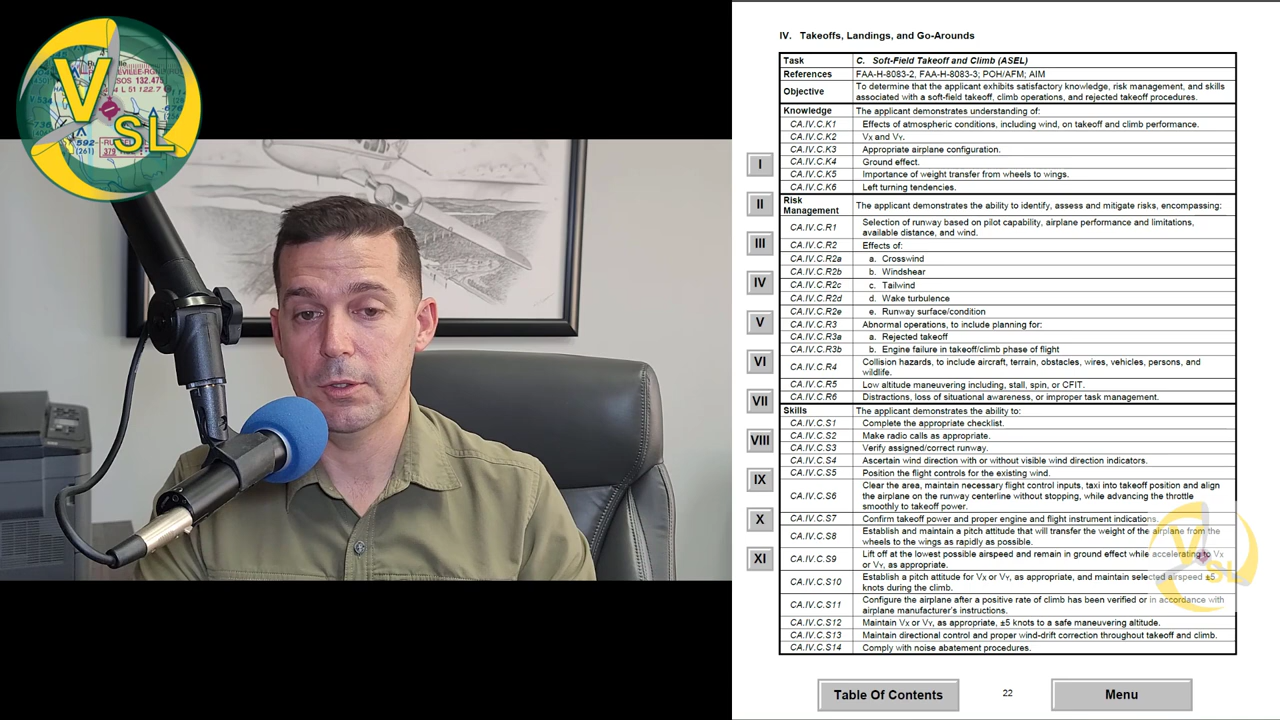 V
SL
SOS 132.475
L 51 122.7
592
(261)
IV. Takeoffs, Landings, and Go-Arounds
Task C. Soft-Field Takeoff and Climb (ASEL)
References FAA-H-8083-2, FAA-H-8083-3; POH/AFM; AIM
Objective To determine that the applicant exhibits satisfactory knowledge, risk management, and skills
associated with a soft-field takeoff, climb operations, and rejected takeoff procedures.
Knowledge The applicant demonstrates understanding of:
CA.IV.C.K1 Effects of atmospheric conditions, including wind, on takeoff and climb performance.
CA.IV.C.K2 VX and VY.
CA.IV.C.K3 Appropriate airplane configuration.
CA.IV.C.K4 Ground effect.
CA.IV.C.K5 Importance of weight transfer from wheels to wings.
CA.IV.C.K6 Left turning tendencies.
Risk
Management The applicant demonstrates the ability to identify, assess and mitigate risks, encompassing:
CA.IV.C.R1 Selection of runway based on pilot capability, airplane performance and limitations,
available distance, and wind.
CA.IV.C.R2 Effects of:
CA.IV.C.R2a a. Crosswind
CA.IV.C.R2b b. Windshear
CA.IV.C.R2c c. Tailwind
CA.IV.C.R2d d. Wake turbulence
CA.IV.C.R2e e. Runway surface/condition
CA.IV.C.R3 Abnormal operations, to include planning for:
CA.IV.C.R3a a. Rejected takeoff
CA.IV.C.R3b b. Engine failure in takeoff/climb phase of flight
CA.IV.C.R4 Collision hazards, to include aircraft, terrain, obstacles, wires, vehicles, persons, and
wildlife.
CA.IV.C.R5 Low altitude maneuvering including, stall, spin, or CFIT.
CA.IV.C.R6 Distractions, loss of situational awareness, or improper task management.
Skills The applicant demonstrates the ability to:
CA.IV.C.S1 Complete the appropriate checklist.
CA.IV.C.S2 Make radio calls as appropriate.
CA.IV.C.S3 Verify assigned/correct runway.
CA.IV.C.S4 Ascertain wind direction with or without visible wind direction indicators.
CA.IV.C.S5 Position the flight controls for the existing wind.
CA.IV.C.S6 Clear the area, maintain necessary flight control inputs, taxi into takeoff position and align
the airplane on the runway centerline without stopping, while advancing the throttle
smoothly to takeoff power.
CA.IV.C.S7 Confirm takeoff power and proper engine and flight instrument indications.
CA.IV.C.S8 Establish and maintain a pitch attitude that will transfer the weight of the airplane from the
wheels to the wings as rapidly as possible.
CA.IV.C.S9 Lift off at the lowest possible airspeed and remain in ground effect while accelerating to VX
or VY, as appropriate.
CA.IV.C.S10 Establish a pitch attitude for VX or VY, as appropriate, and maintain selected airspeed ±5
knots during the climb.
CA.IV.C.S11 Configure the airplane after a positive rate of climb has been verified or in accordance with
airplane manufacturer's instructions.
CA.IV.C.S12 Maintain VX or VY, as appropriate, ±5 knots to a safe maneuvering altitude.
CA.IV.C.S13 Maintain directional control and proper wind-drift correction throughout takeoff and climb.
CA.IV.C.S14 Comply with noise abatement procedures.
I
II
III
IV
V
VI
VII
VIII
IX
X
XI
V
SL
Table Of Contents 22 Menu